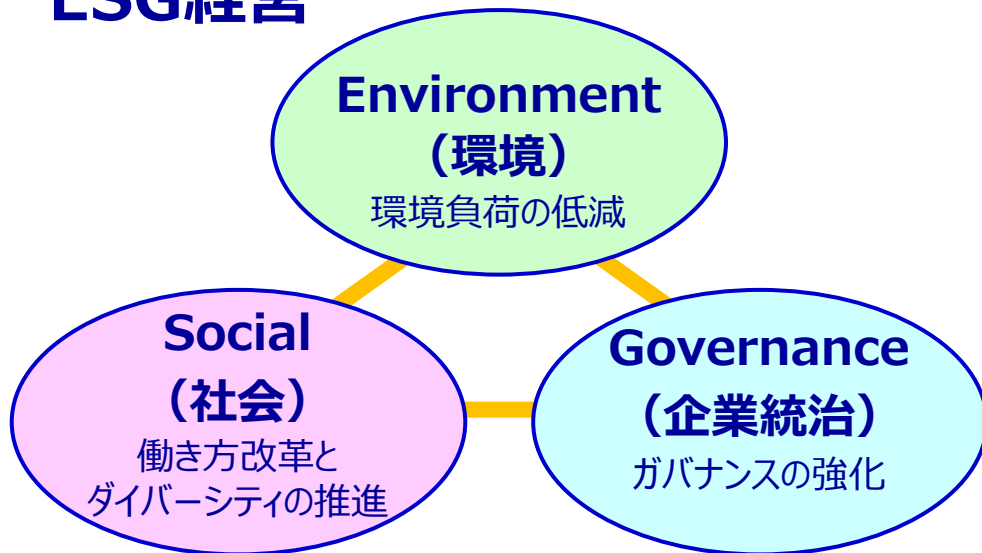 ESG経営
Environment
（環境）
環境負荷の低減
Social
（社会）
働き方改革と
ダイバーシティの推進
Governance
（企業統治）
ガバナンスの強化